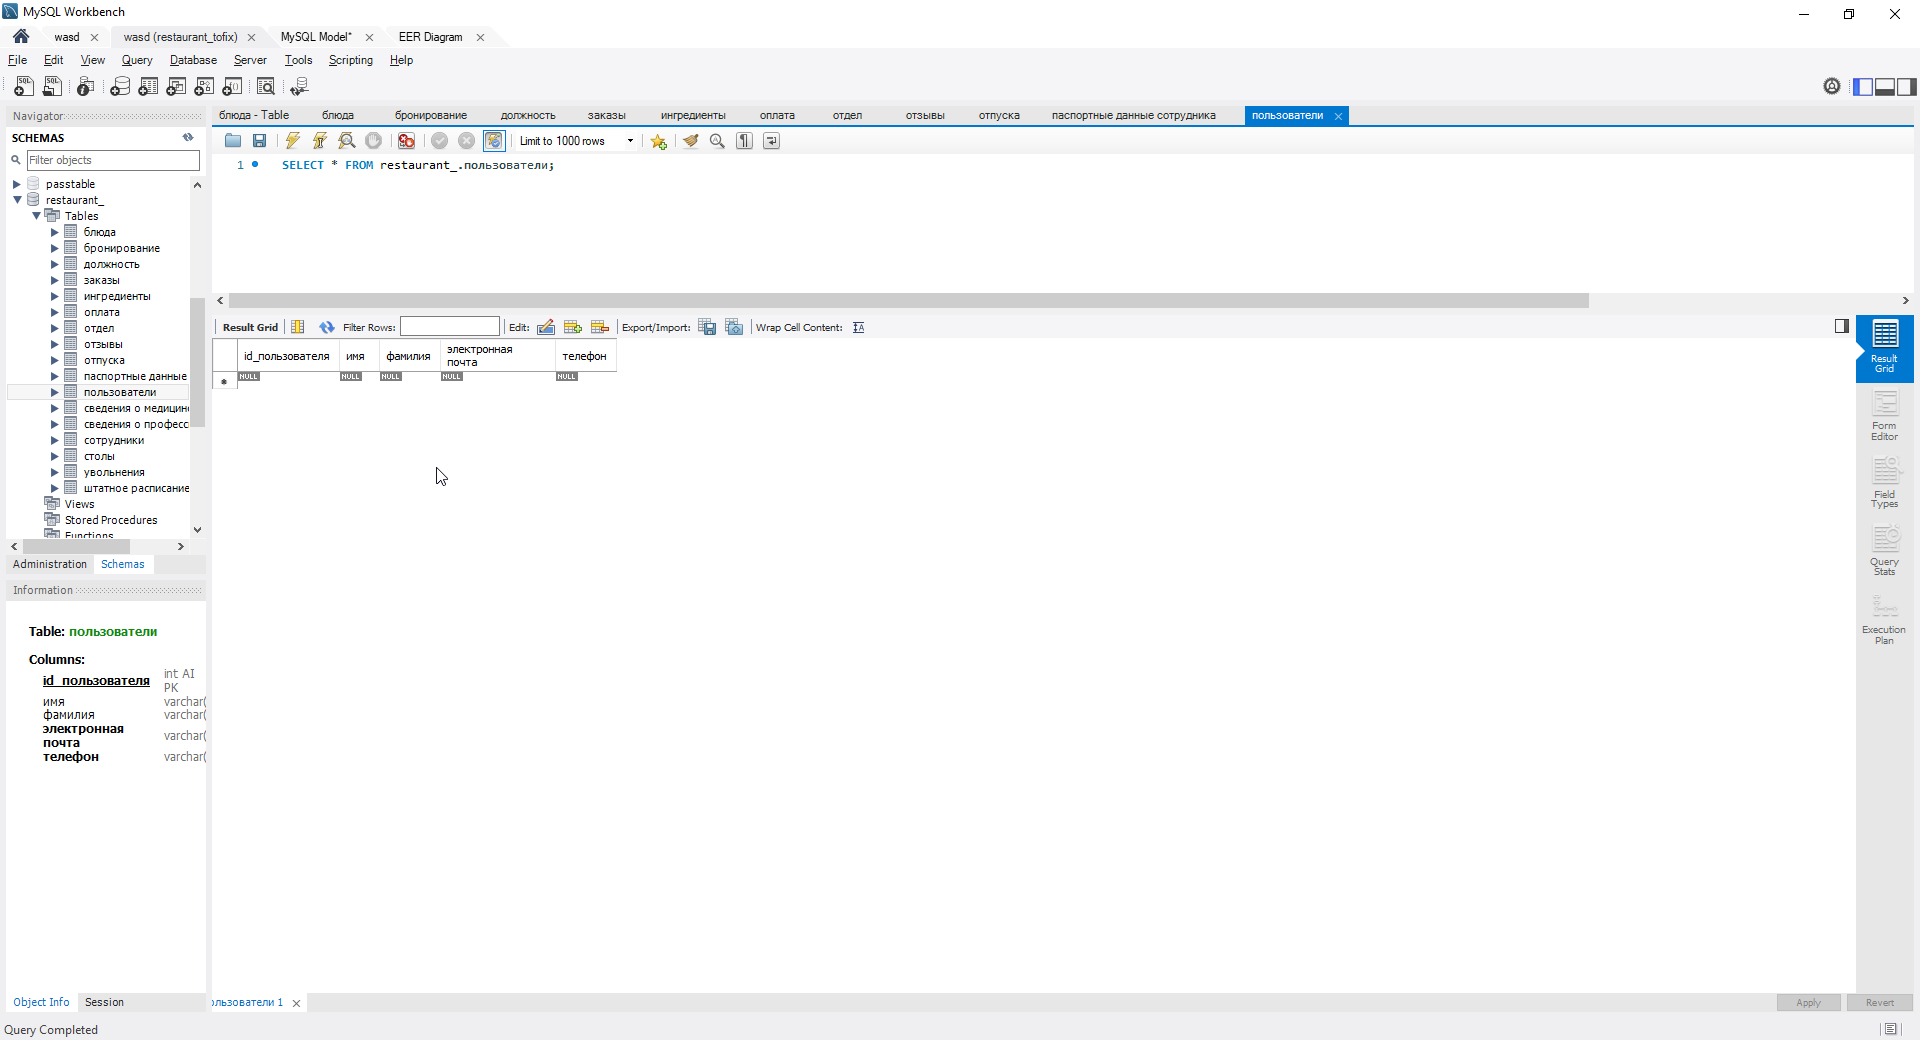 MySQL Workbench
wasd
wasd (restaurant_tofix)
MySQL Model*
EER Diagram
File Edit View Query Database Server Tools Scripting Help
Navigator
SCHEMAS
Filter objects
passtable
restaurant_
Tables
блюда
бронирование
должность
заказы
ингредиенты
оплата
отдел
отзывы
отпуска
паспортные данные
пользователи
сведения о медицин
сведения о професс
сотрудники
столы
увольнения
штатное расписание
Views
Stored Procedures
Functions
Administration Schemas
Information
Table: пользователи
Columns:
id_пользователя int AI PK
имя varchar(
фамилия varchar(
электронная почта varchar(
телефон varchar(
Object Info Session
Query Completed
блюда - Table блюда бронирование должность заказы ингредиенты оплата отдел отзывы отпуска паспортные данные сотрудника пользователи
Limit to 1000 rows
1 SELECT * FROM restaurant_.пользователи;
Result Grid Filter Rows: Edit: Export/Import: Wrap Cell Content:
id_пользователя имя фамилия электронная почта телефон
NULL NULL NULL NULL NULL
Result Grid
Form Editor
Field Types
Query Stats
Execution Plan
ользователи 1
Apply Revert